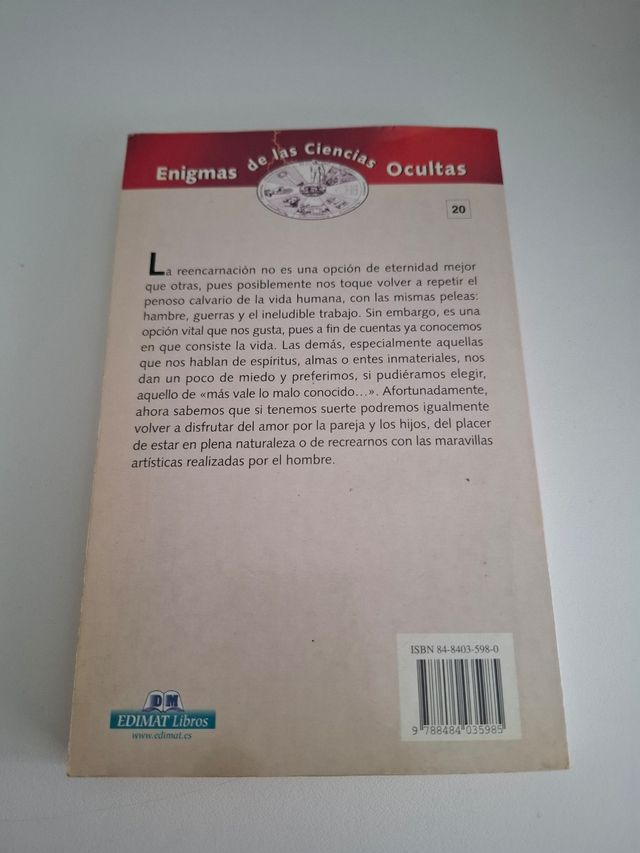 Enigmas de las Ciencias Ocultas
20
La reencarnación no es una opción de eternidad mejor
que otras, pues posiblemente nos toque volver a repetir el
penoso calvario de la vida humana, con las mismas peleas:
hambre, guerras y el ineludible trabajo. Sin embargo, es una
opción vital que nos gusta, pues a fin de cuentas ya conocemos
en que consiste la vida. Las demás, especialmente aquellas
que nos hablan de espíritus, almas o entes inmateriales, nos
dan un poco de miedo y preferimos, si pudiéramos elegir,
aquello de «más vale lo malo conocido...». Afortunadamente,
ahora sabemos que si tenemos suerte podremos igualmente
volver a disfrutar del amor por la pareja y los hijos, del placer
de estar en plena naturaleza o de recrearnos con las maravillas
artísticas realizadas por el hombre.
ISBN 84-8403-598-0
9 788484 035985
DM
EDIMAT Libros
www.edimat.es